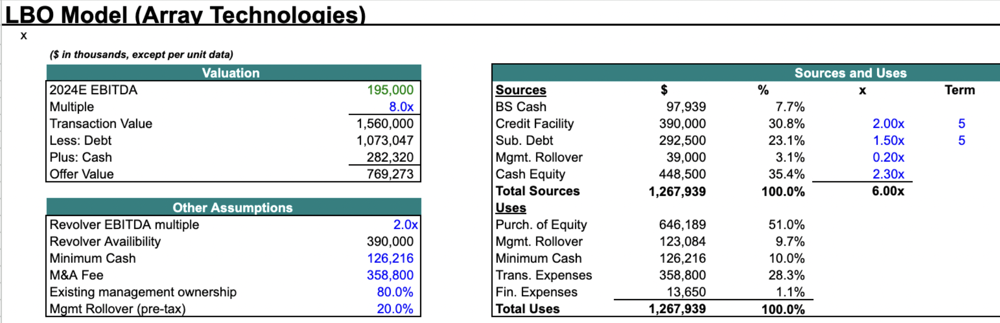 LBO Model (Array Technologies)
x
($ in thousands, except per unit data)
Valuation
2024E EBITDA 195,000
Multiple 8.0x
Transaction Value 1,560,000
Less: Debt 1,073,047
Plus: Cash 282,320
Offer Value 769,273
Other Assumptions
Revolver EBITDA multiple 2.0x
Revolver Availibility 390,000
Minimum Cash 126,216
M&A Fee 358,800
Existing management ownership 80.0%
Mgmt Rollover (pre-tax) 20.0%
Sources and Uses
Sources $ % x Term
BS Cash 97,939 7.7%
Credit Facility 390,000 30.8% 2.00x 5
Sub. Debt 292,500 23.1% 1.50x 5
Mgmt. Rollover 39,000 3.1% 0.20x
Cash Equity 448,500 35.4% 2.30x
Total Sources 1,267,939 100.0% 6.00x
Uses
Purch. of Equity 646,189 51.0%
Mgmt. Rollover 123,084 9.7%
Minimum Cash 126,216 10.0%
Trans. Expenses 358,800 28.3%
Fin. Expenses 13,650 1.1%
Total Uses 1,267,939 100.0%